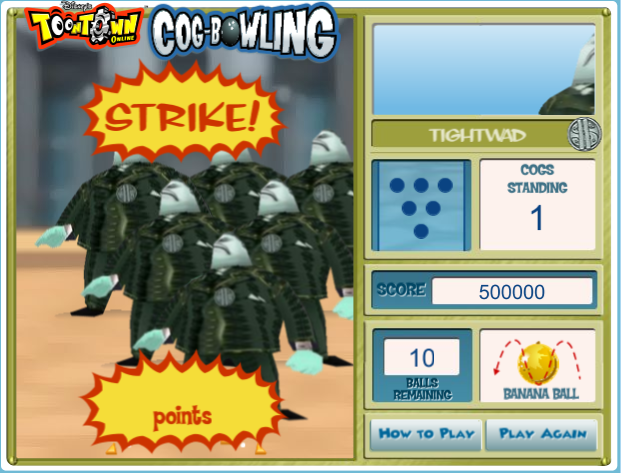 Disney's
TOONTOWN
ONLINE
COG-BOWLING
STRIKE!
points
TIGHTWAD
COGS
STANDING
1
SCORE
500000
10
BALLS
REMAINING
BANANA BALL
HOW TO PLAY
PLAY AGAIN